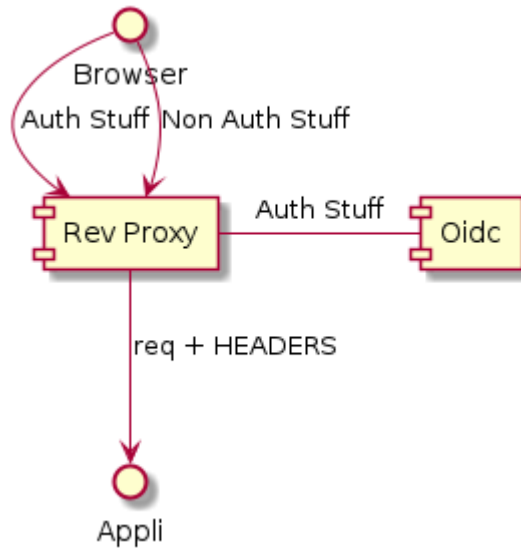 Browser
Auth Stuff
Non Auth Stuff
Auth Stuff
Rev Proxy
Oidc
req + HEADERS
Appli